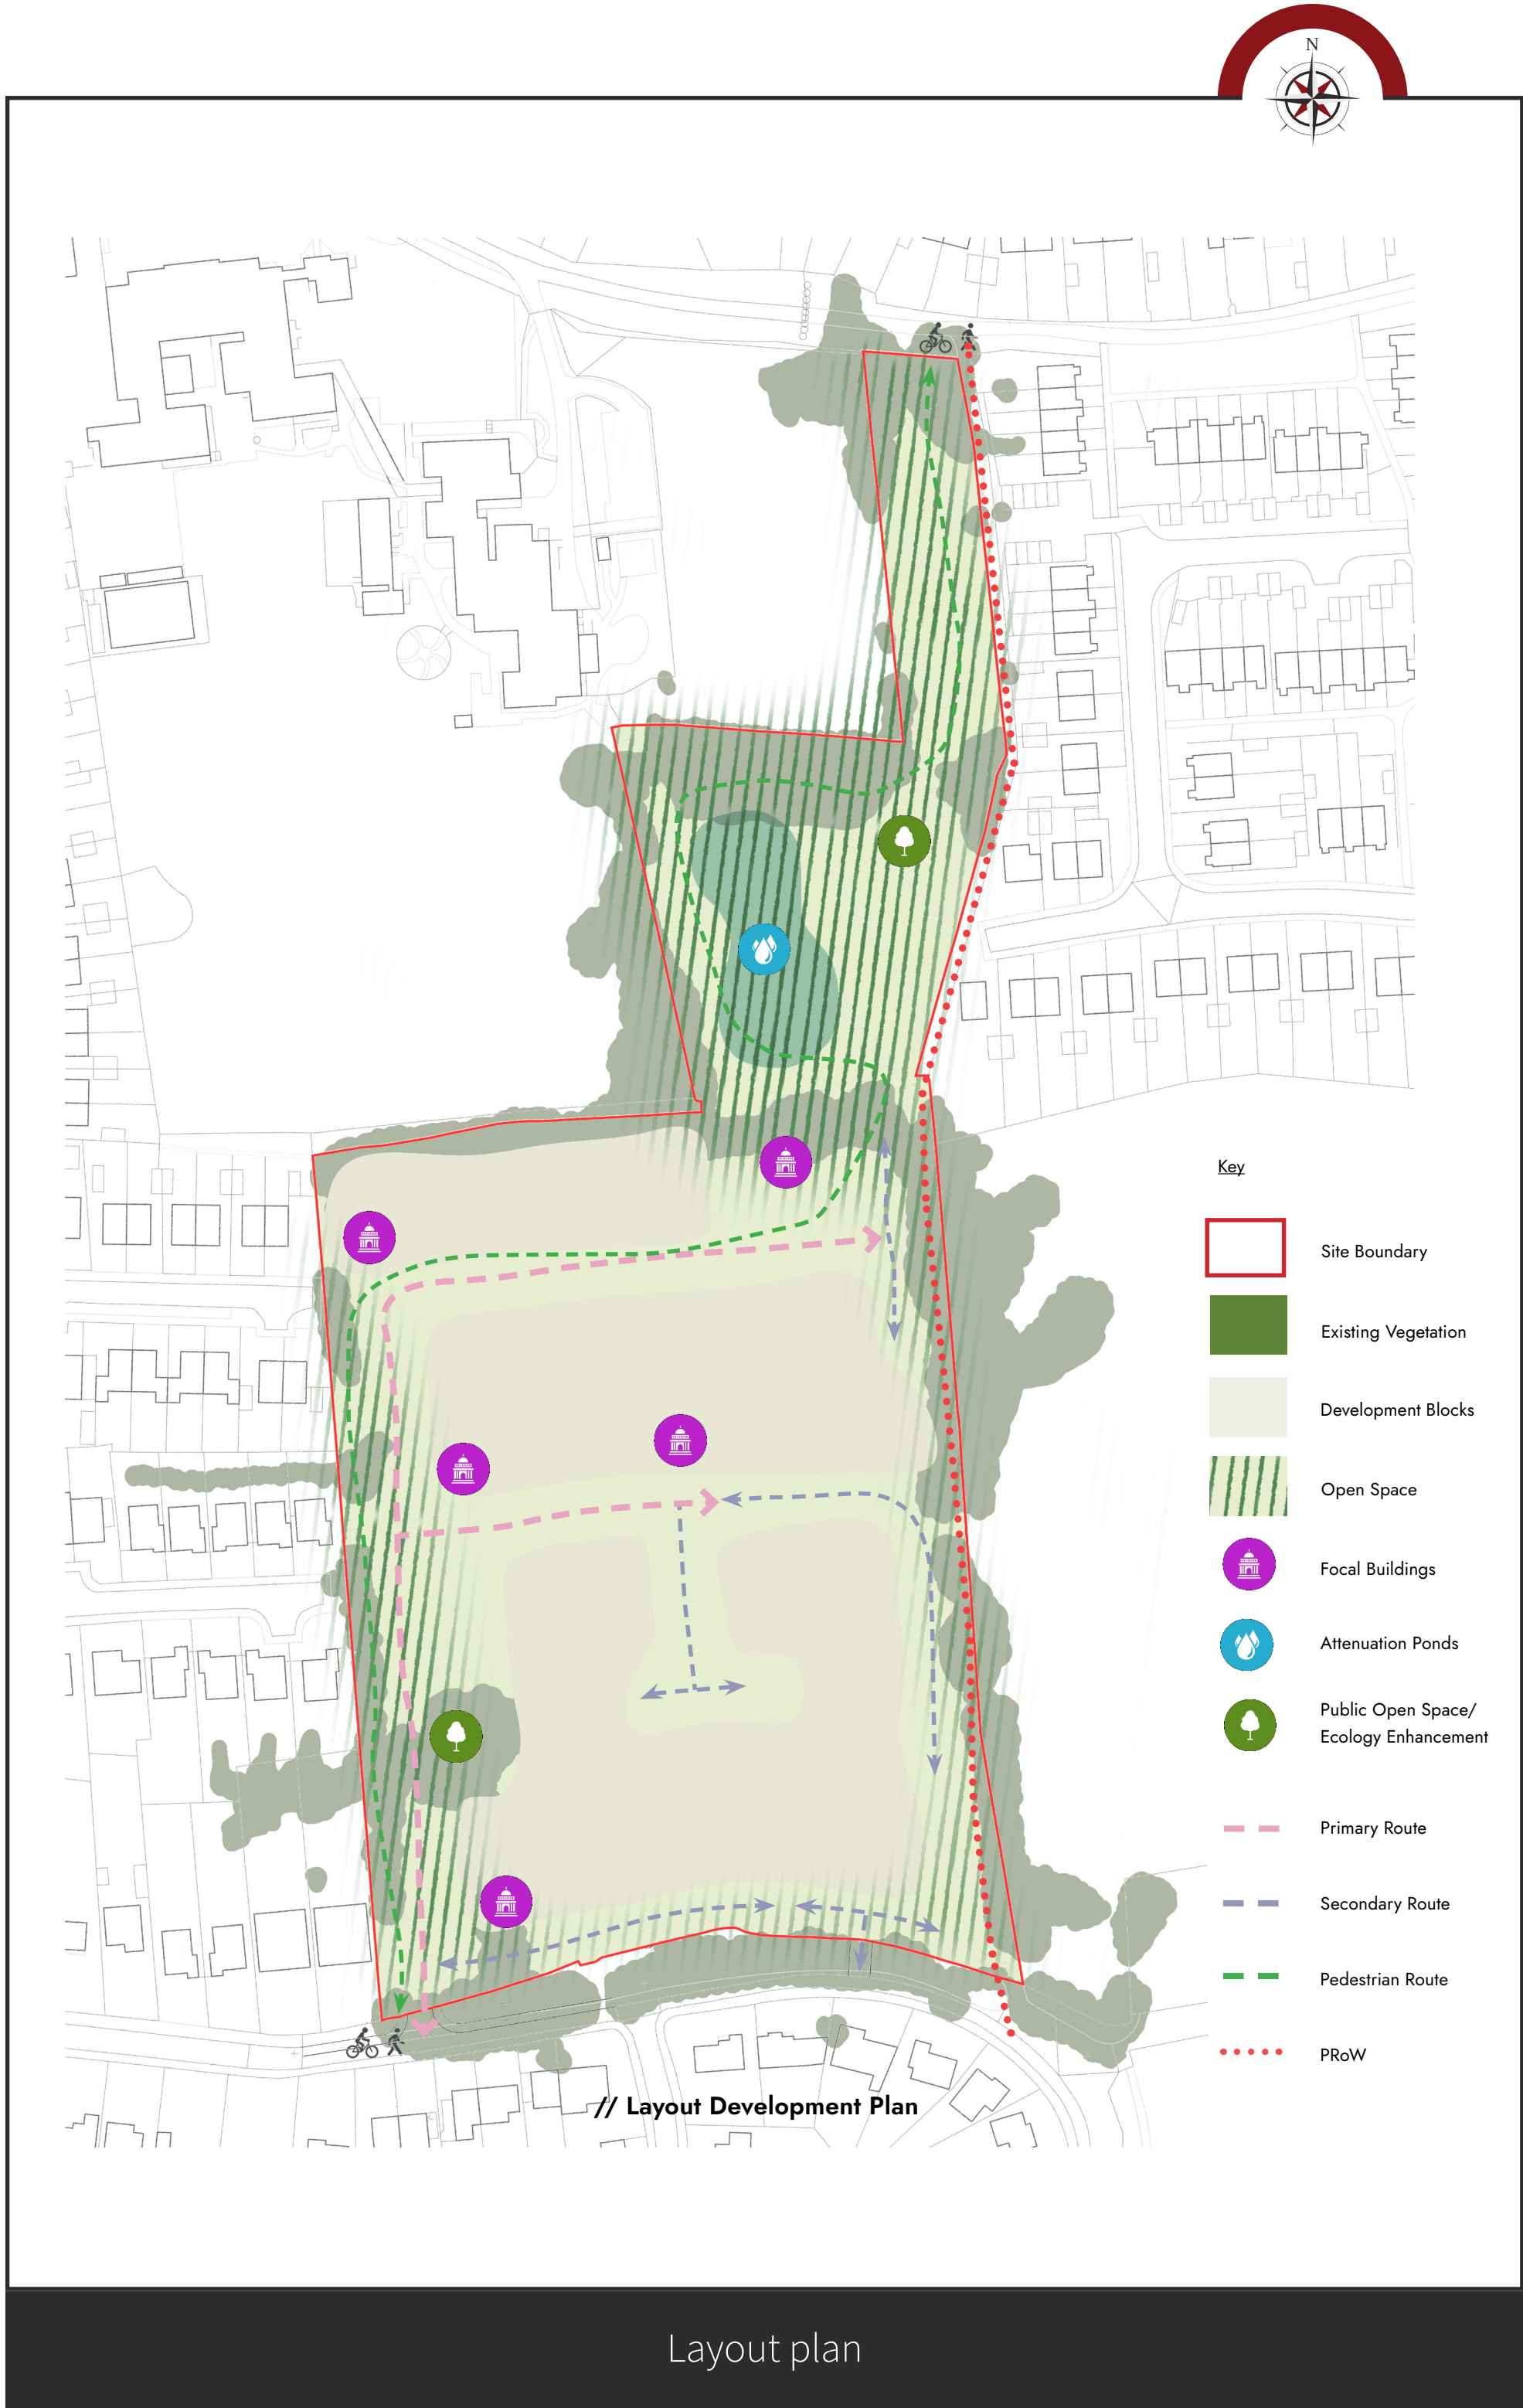 N
Key
Site Boundary
Existing Vegetation
Development Blocks
Open Space
Focal Buildings
Attenuation Ponds
Public Open Space/
Ecology Enhancement
Primary Route
Secondary Route
Pedestrian Route
PRoW
// Layout Development Plan
Layout plan